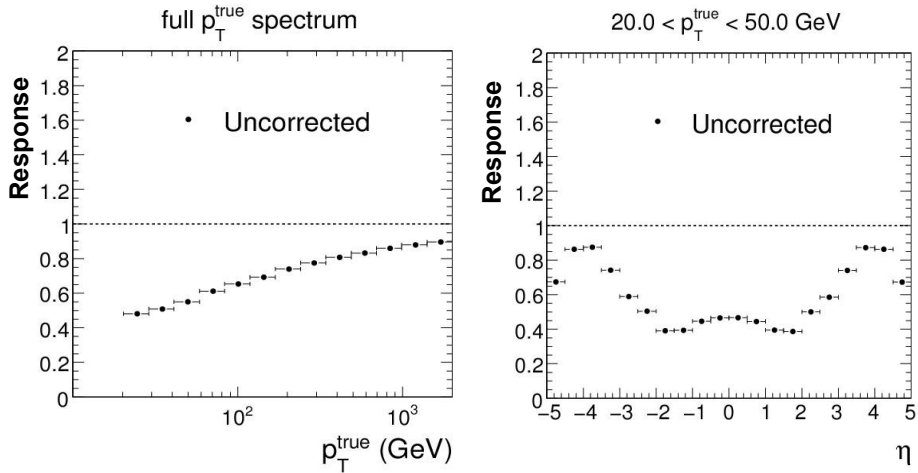 full p_T^true spectrum
Response
2
1.8
1.6
1.4
1.2
1
0.8
0.6
0.4
0.2
0
Uncorrected
10^2
10^3
p_T^true (GeV)
20.0 < p_T^true < 50.0 GeV
Response
2
1.8
1.6
1.4
1.2
1
0.8
0.6
0.4
0.2
0
Uncorrected
−5 −4 −3 −2 −1 0 1 2 3 4 5
η